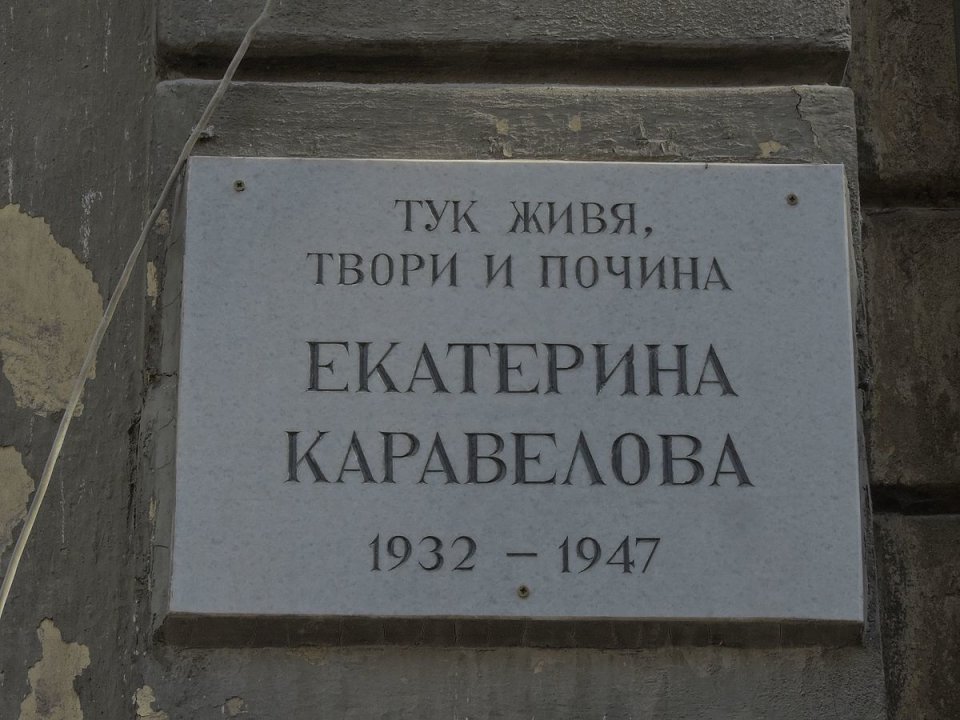 ТУК ЖИВЯ,
ТВОРИ И ПОЧИНА
ЕКАТЕРИНА
КАРАВЕЛОВА
1932 – 1947